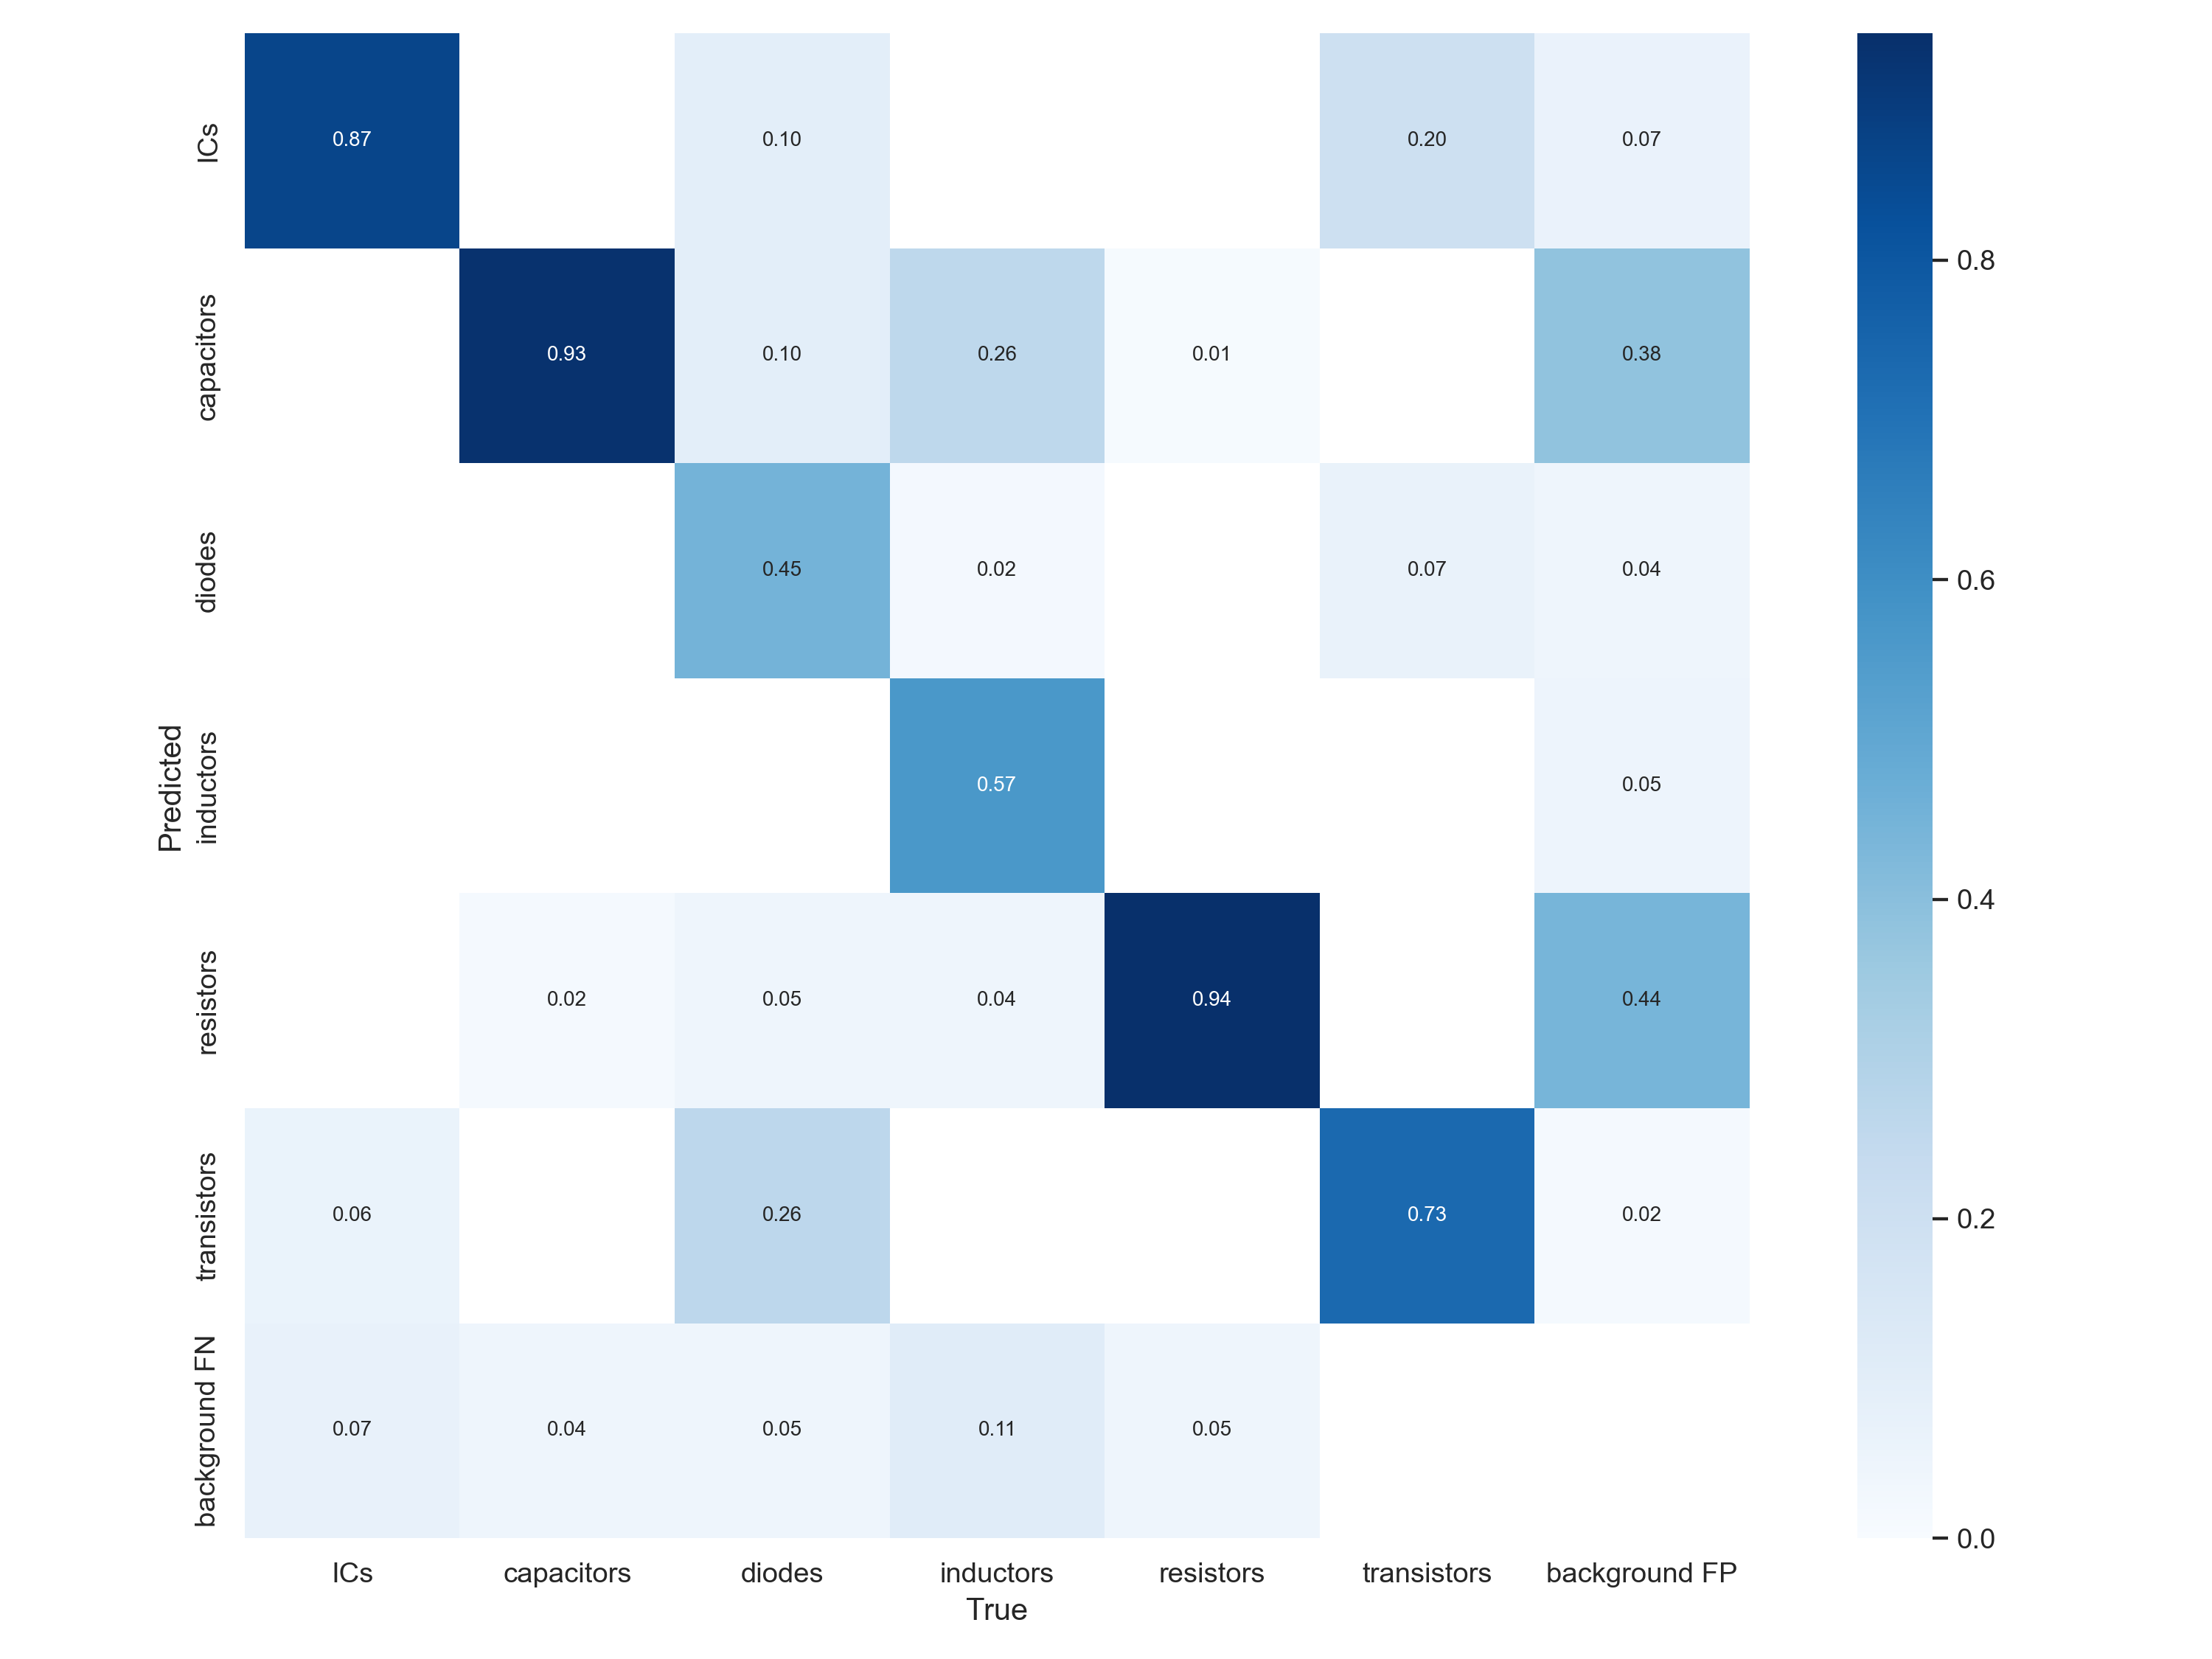 Predicted
ICs
0.87
0.10
0.20
0.07
capacitors
0.93
0.10
0.26
0.01
0.38
diodes
0.45
0.02
0.07
0.04
inductors
0.57
0.05
resistors
0.02
0.05
0.04
0.94
0.44
transistors
0.06
0.26
0.73
0.02
background FN
0.07
0.04
0.05
0.11
0.05
ICs
capacitors
diodes
inductors
resistors
transistors
background FP
True
0.8
0.6
0.4
0.2
0.0